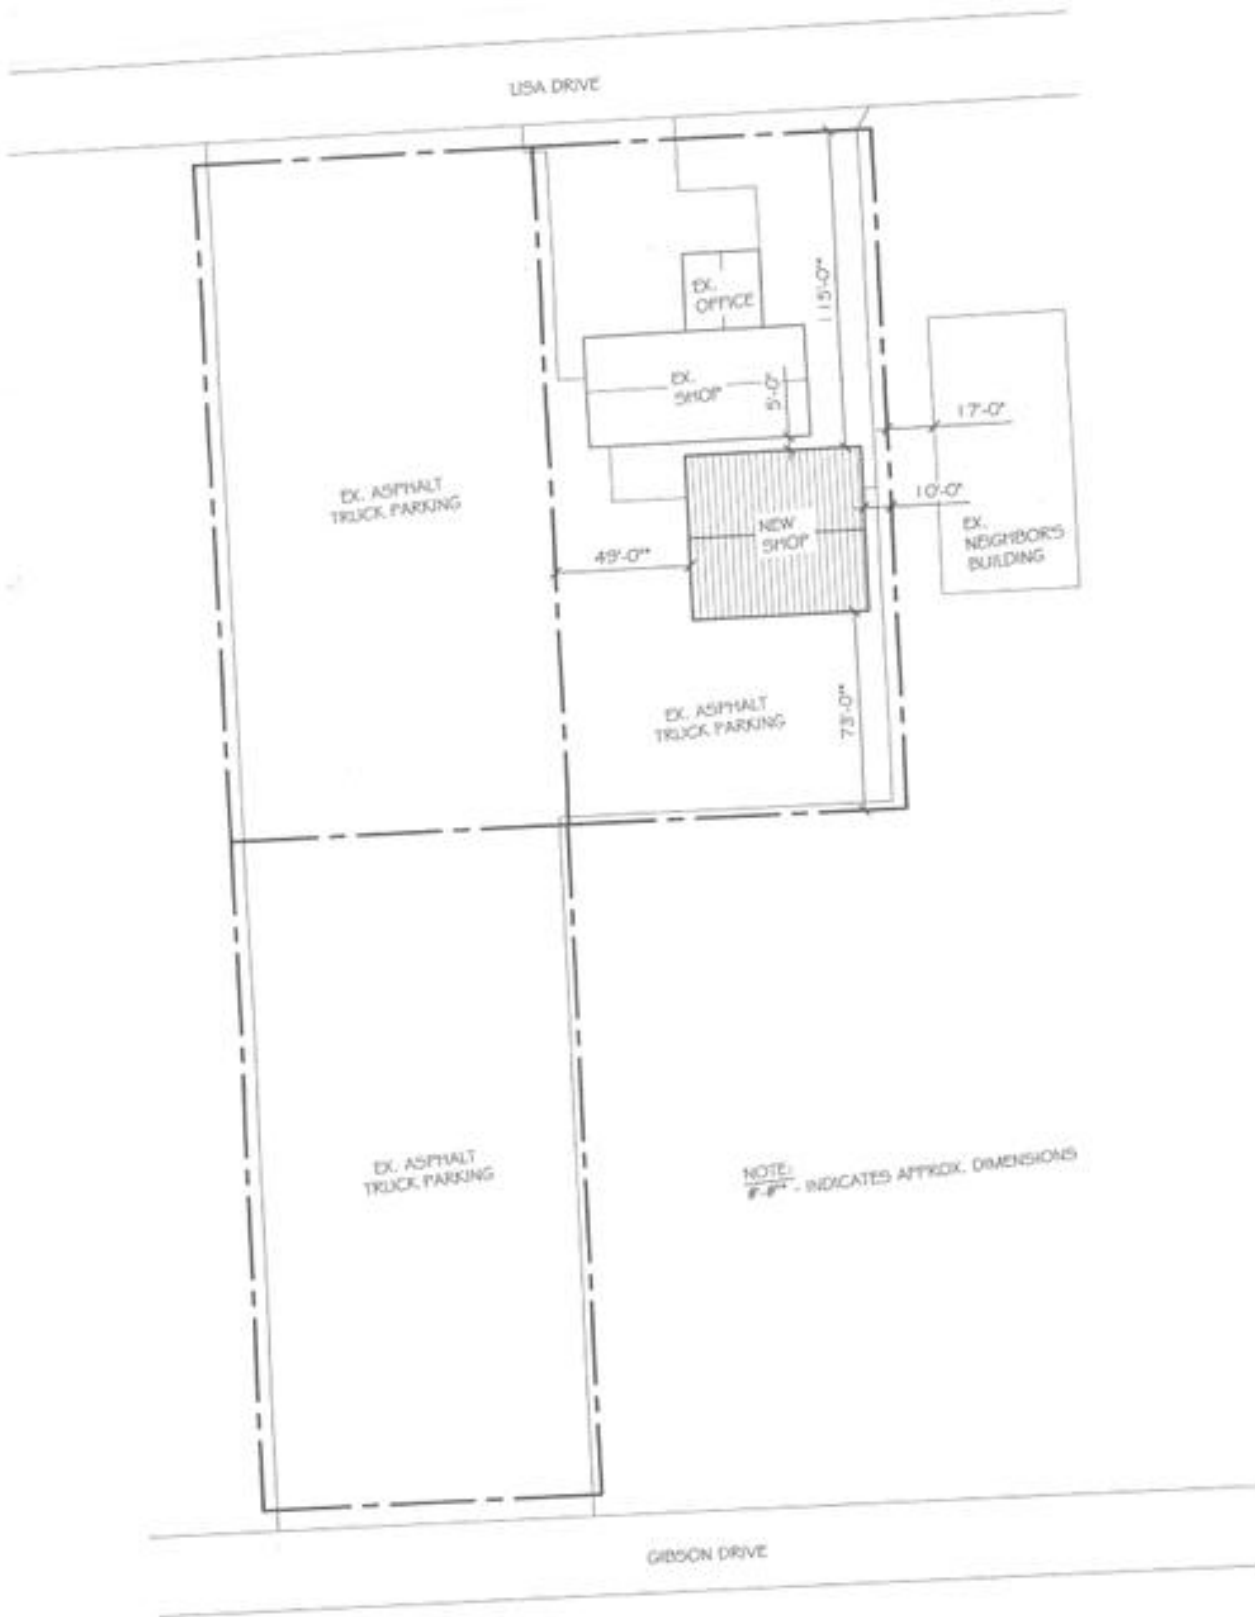 LISA DRIVE
EX.
OFFICE
115'-0"*
EX.
SHOP
5'-0"
17'-0"
EX. ASPHALT
TRUCK PARKING
10'-0"
NEW
SHOP
EX.
NEIGHBORS
BUILDING
49'-0"*
EX. ASPHALT
TRUCK PARKING
73'-0"*
EX. ASPHALT
TRUCK PARKING
NOTE:
#'-#"* - INDICATES APPROX. DIMENSIONS
GIBSON DRIVE